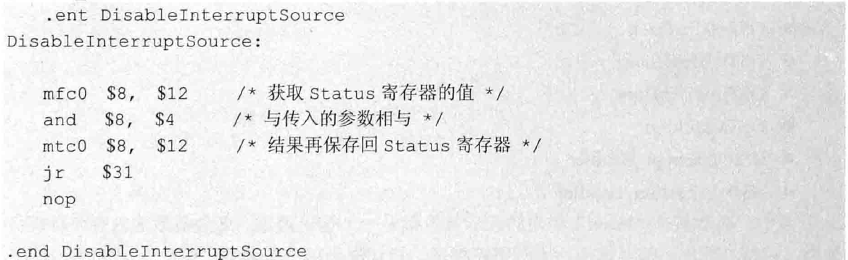 .ent DisableInterruptSource
DisableInterruptSource:
mfc0 $8, $12 /* 获取 Status 寄存器的值 */
and $8, $4 /* 与传入的参数相与 */
mtc0 $8, $12 /* 结果再保存回 Status 寄存器 */
jr $31
nop
.end DisableInterruptSource